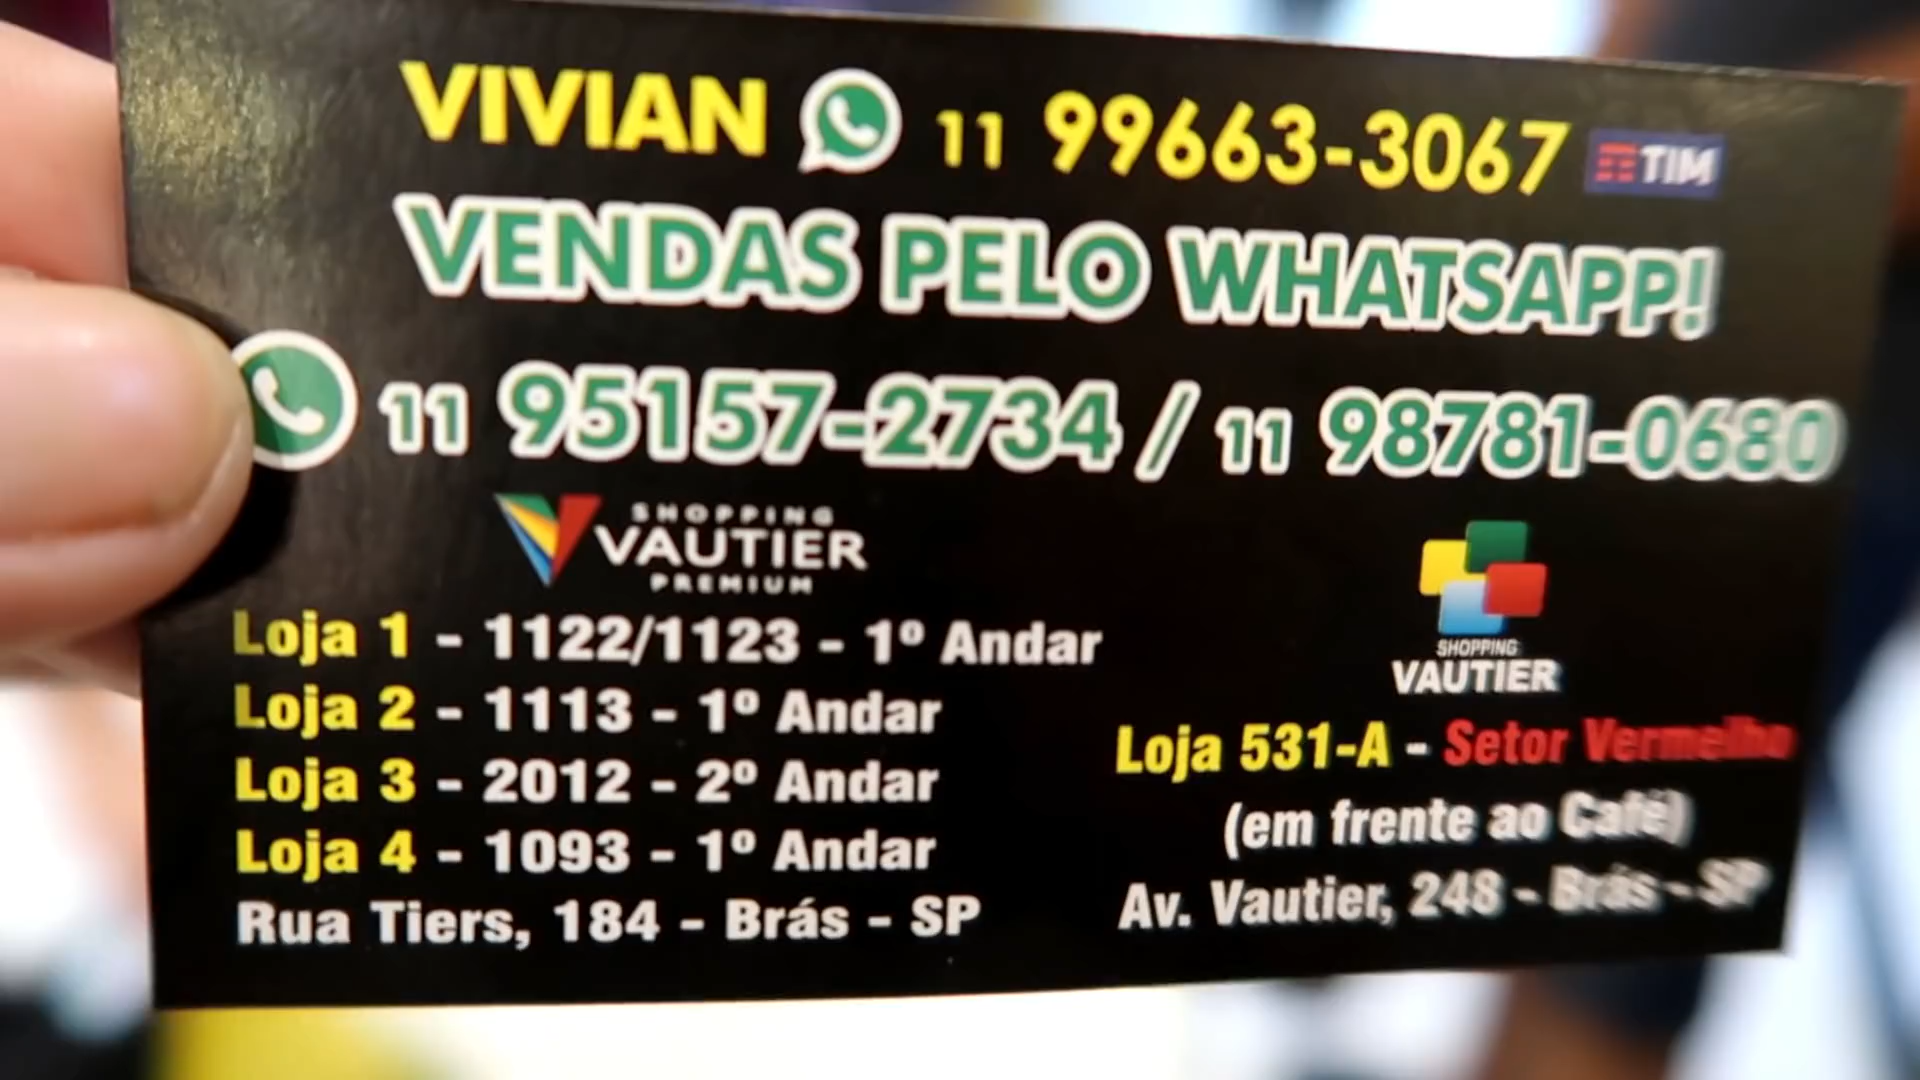 VIVIAN 11 99663-3067 TIM
VENDAS PELO WHATSAPP!
11 95157-2734 / 11 98781-0680
SHOPPING
VAUTIER
PREMIUM
Loja 1 - 1122/1123 - 1º Andar
Loja 2 - 1113 - 1º Andar
Loja 3 - 2012 - 2º Andar
Loja 4 - 1093 - 1º Andar
Rua Tiers, 184 - Brás - SP
SHOPPING
VAUTIER
Loja 531-A - Setor Vermelho
(em frente ao Café)
Av. Vautier, 248 - Brás - SP